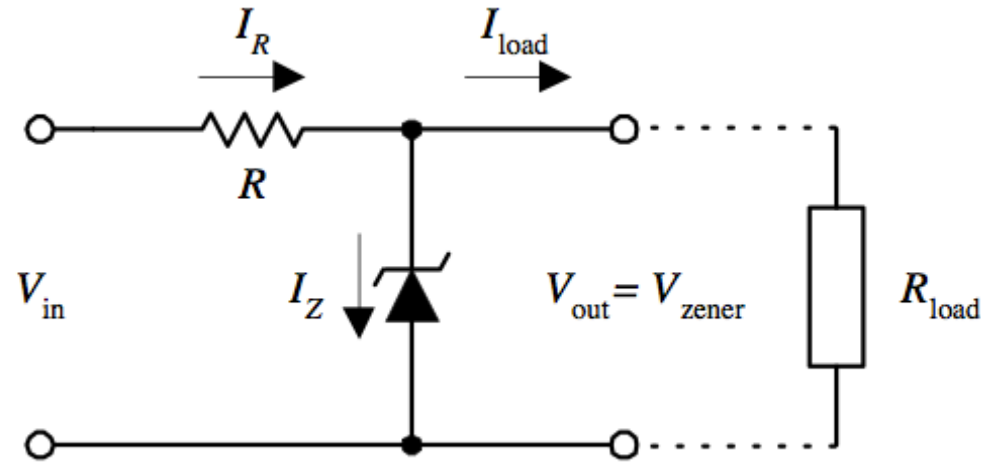 I_R
I_load
R
V_in
I_Z
V_out = V_zener
R_load